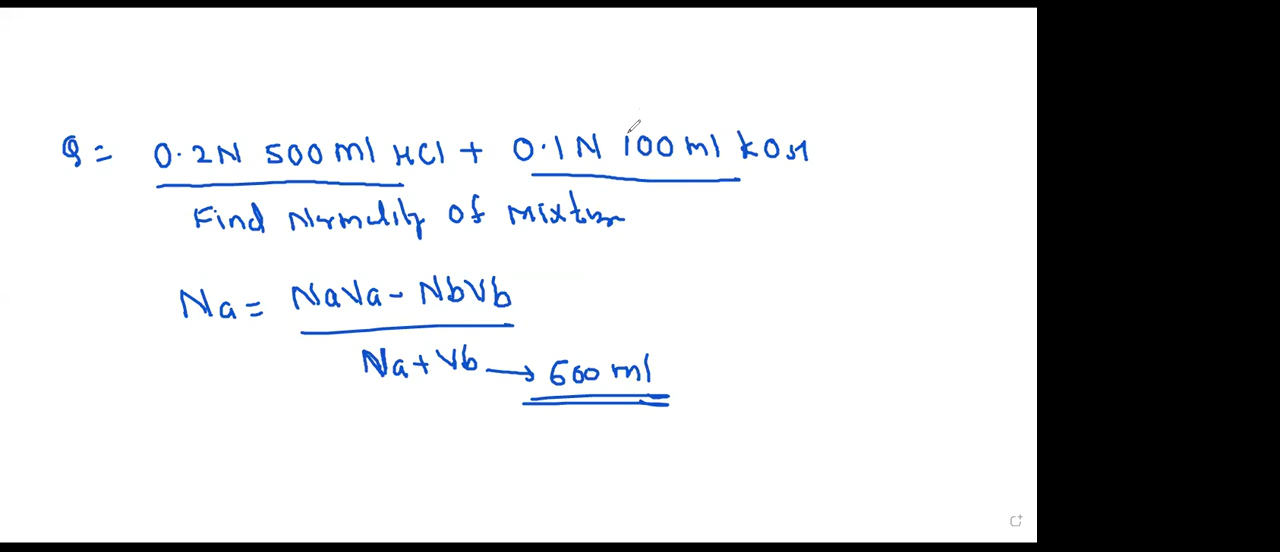 Q = 0.2N 500 ml HCl + 0.1N 100 ml KOH
Find Normality of Mixture
Na = NaVa - NbVb
Na + Vb → 600 ml